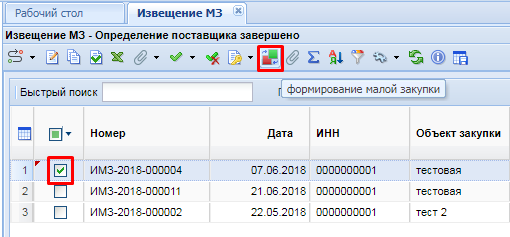 Рабочий стол Извещение МЗ
Извещение МЗ - Определение поставщика завершено
формирование малой закупки
Быстрый поиск
Номер Дата ИНН Объект закупки
1 ИМЗ-2018-000004 07.06.2018 0000000001 тестовая
2 ИМЗ-2018-000011 21.06.2018 0000000001 тестовая
3 ИМЗ-2018-000002 22.05.2018 0000000001 тест 2